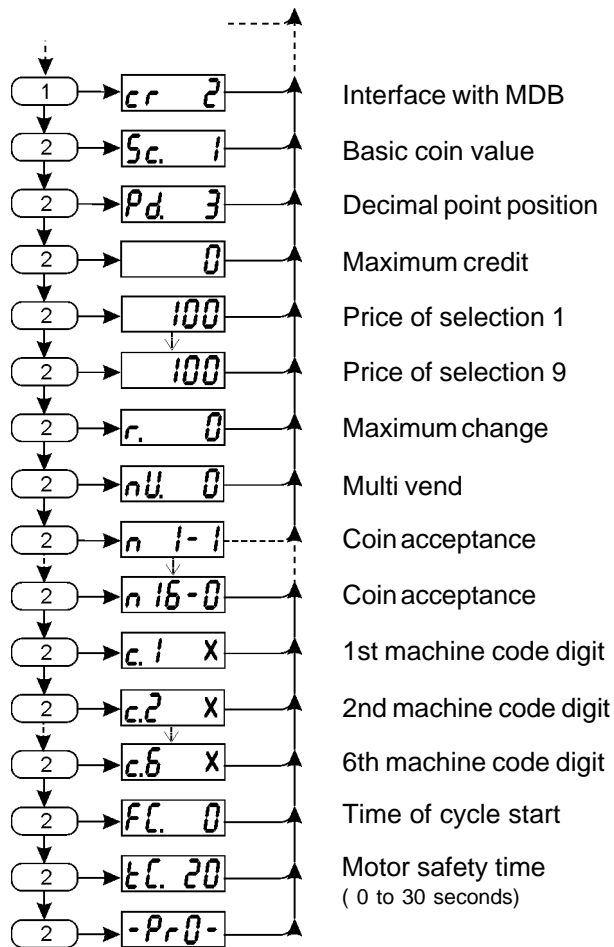 1 cr 2 Interface with MDB
2 Sc. 1 Basic coin value
2 Pd. 3 Decimal point position
2 0 Maximum credit
2 100 Price of selection 1
2 100 Price of selection 9
2 r. 0 Maximum change
2 nU. 0 Multi vend
2 n 1-1 Coin acceptance
2 n 16-0 Coin acceptance
2 c.1 X 1st machine code digit
2 c.2 X 2nd machine code digit
2 c.6 X 6th machine code digit
2 FC. 0 Time of cycle start
2 tC. 20 Motor safety time
( 0 to 30 seconds)
2 -Pr0-